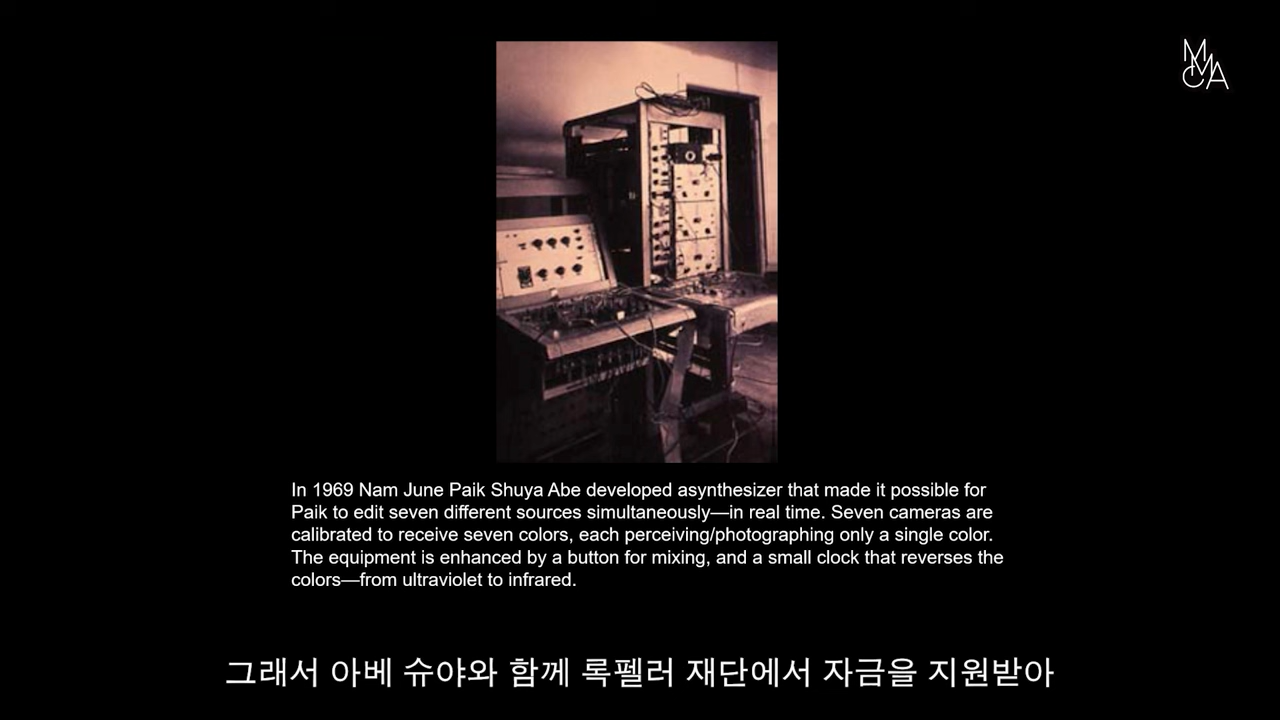 MMCA
In 1969 Nam June Paik Shuya Abe developed asynthesizer that made it possible for
Paik to edit seven different sources simultaneously—in real time. Seven cameras are
calibrated to receive seven colors, each perceiving/photographing only a single color.
The equipment is enhanced by a button for mixing, and a small clock that reverses the
colors—from ultraviolet to infrared.
그래서 아베 슈야와 함께 록펠러 재단에서 자금을 지원받아